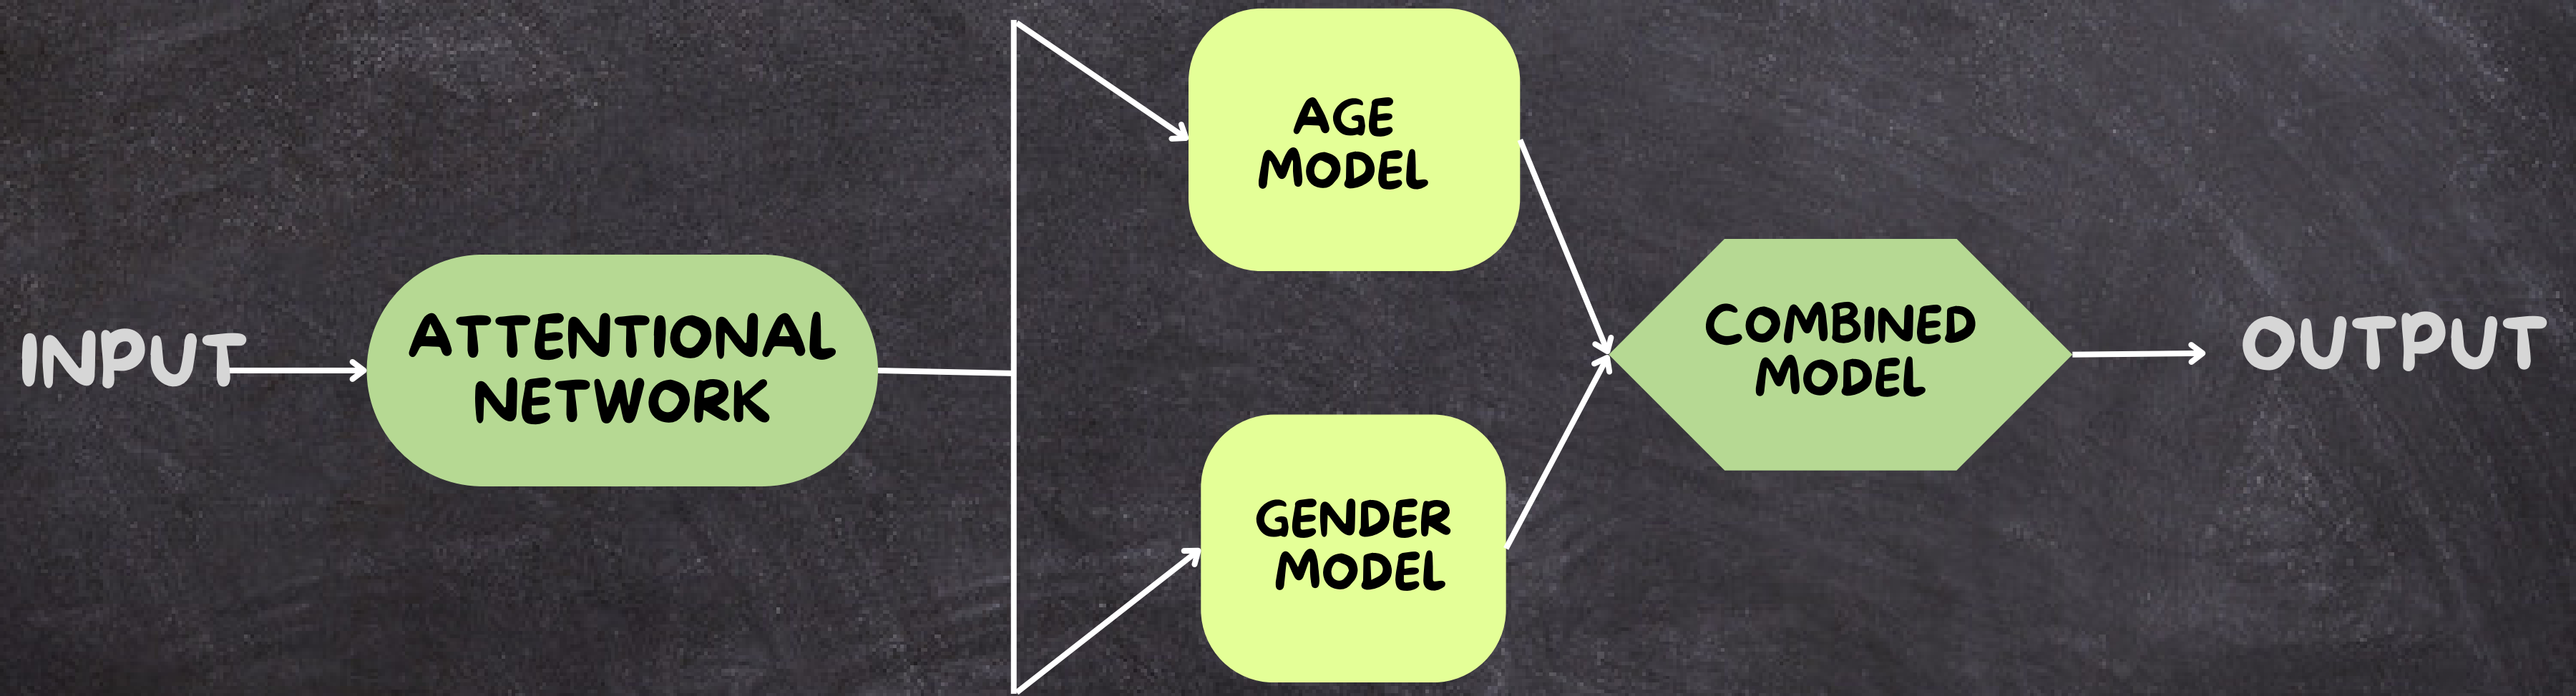 INPUT
ATTENTIONAL
NETWORK
AGE
MODEL
GENDER
MODEL
COMBINED
MODEL
OUTPUT